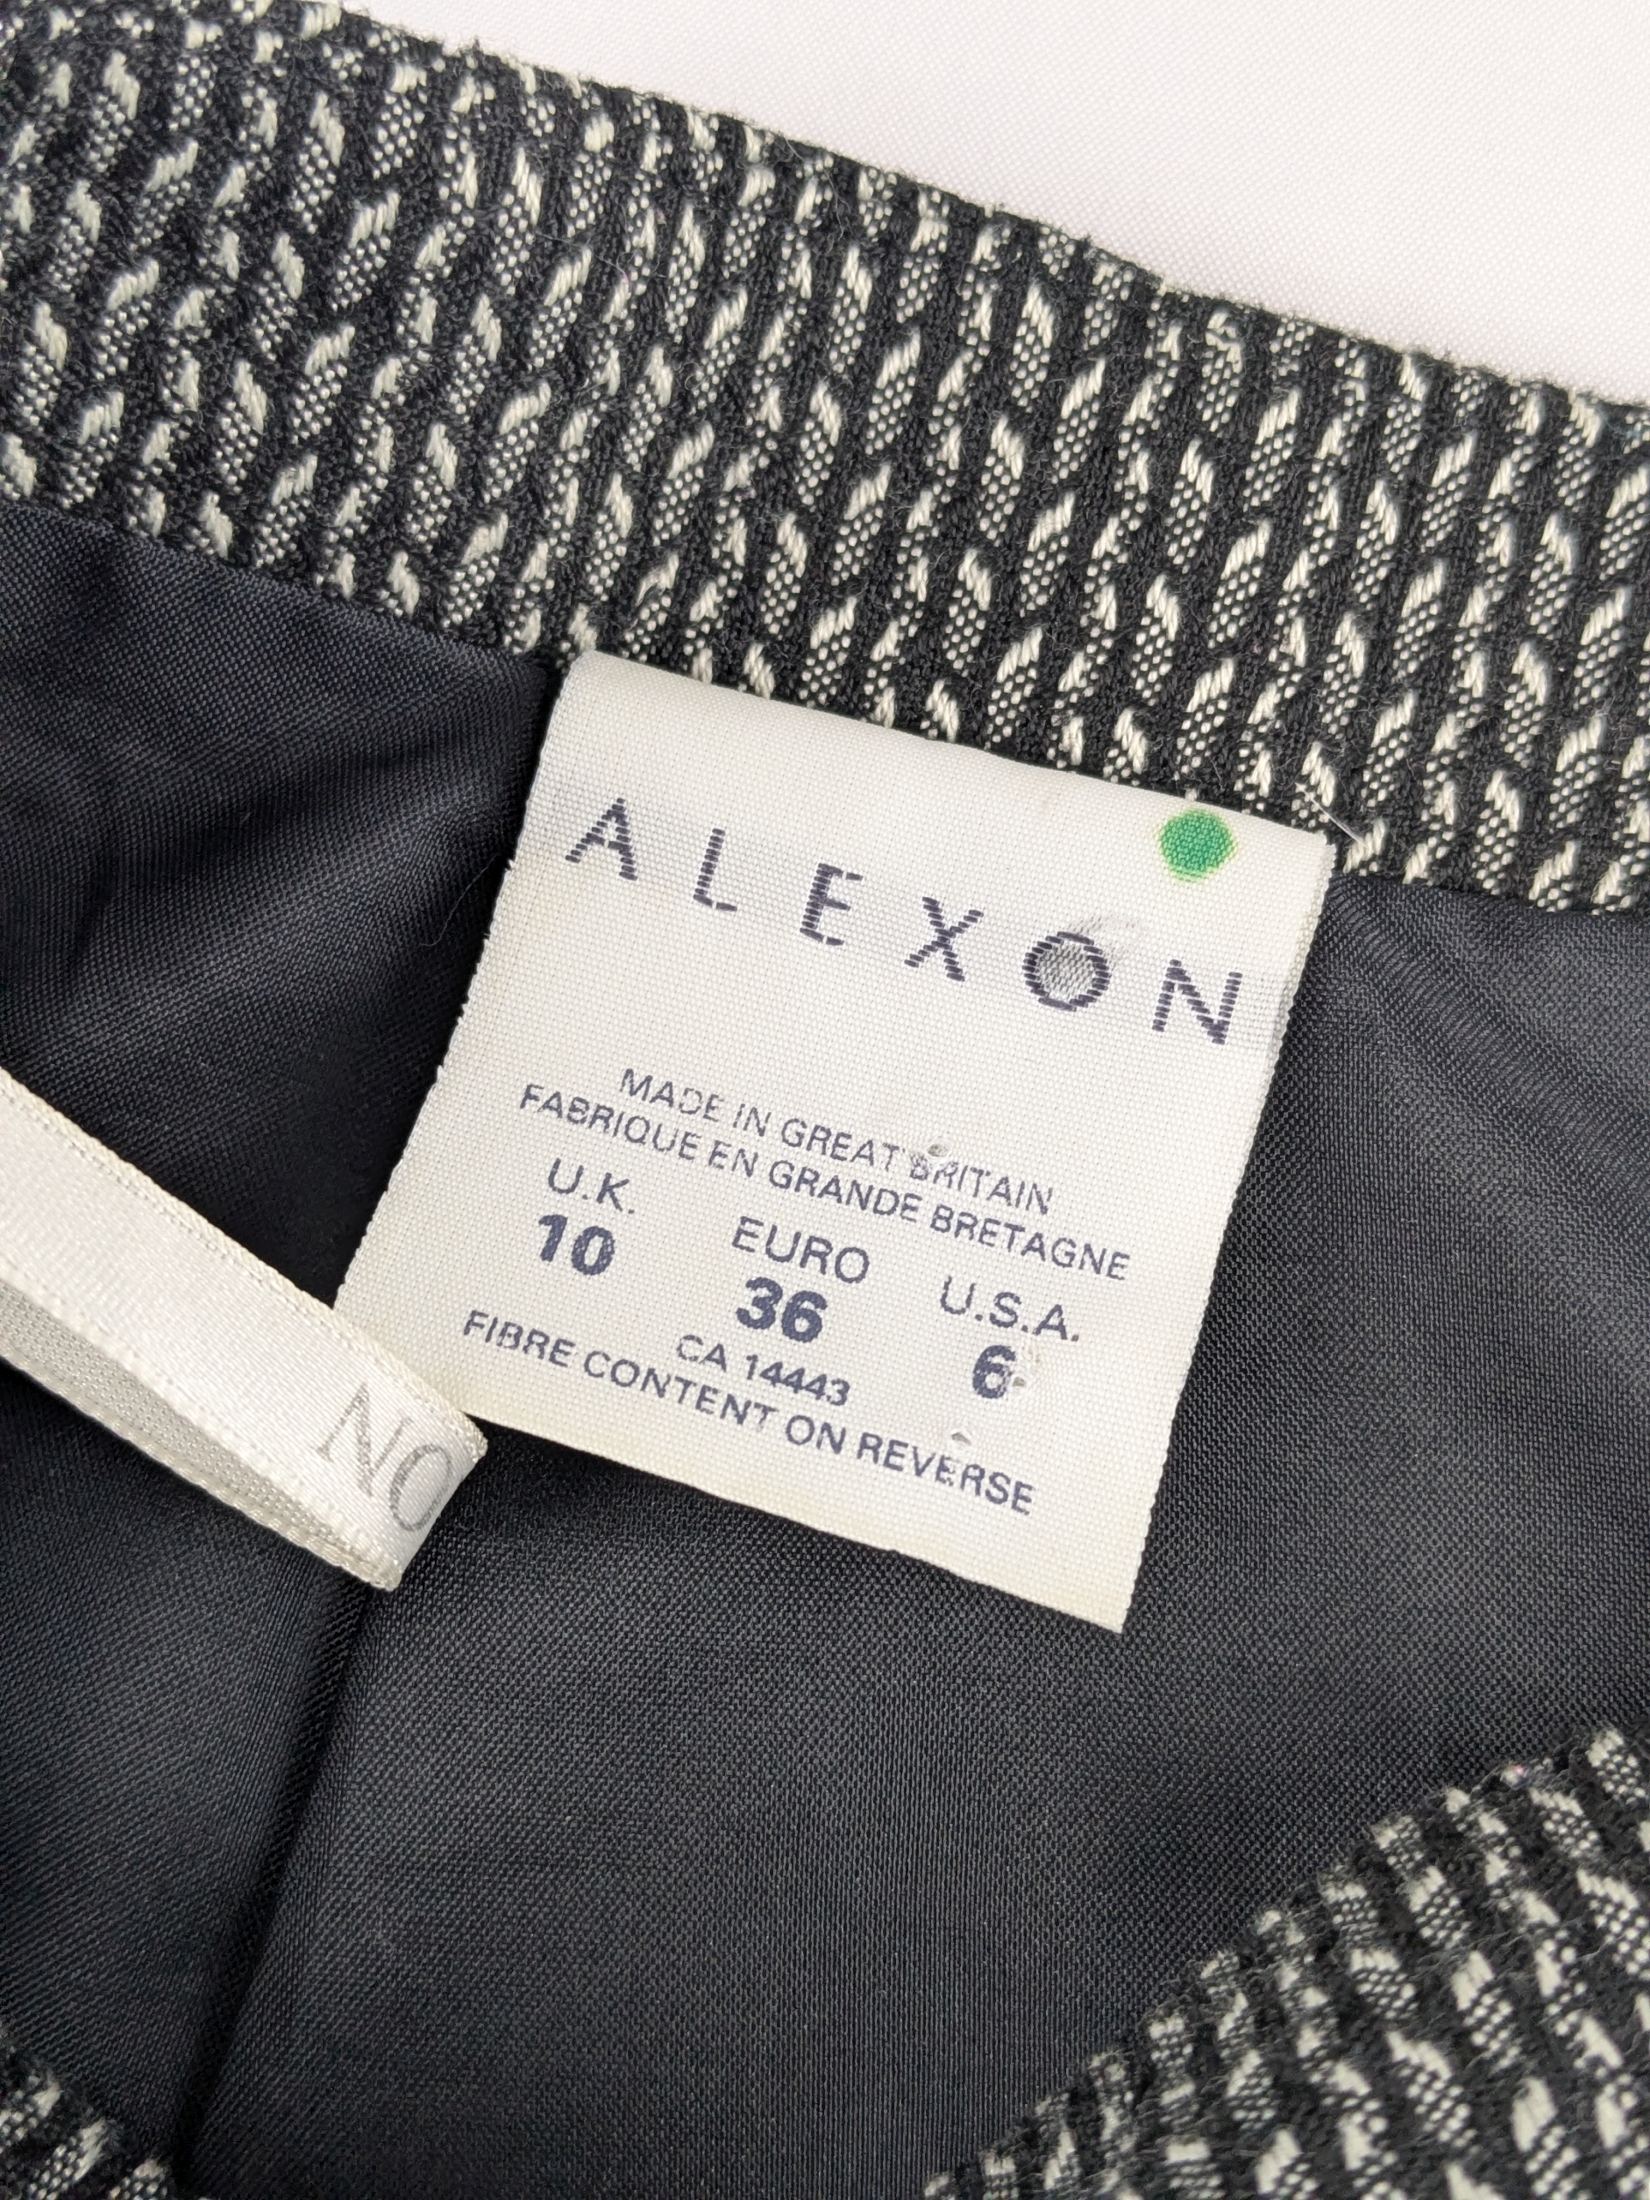 ALEXON
MADE IN GREAT BRITAIN
FABRIQUE EN GRANDE BRETAGNE
U.K. EURO U.S.A.
10 36 6
CA 14443
FIBRE CONTENT ON REVERSE
NO